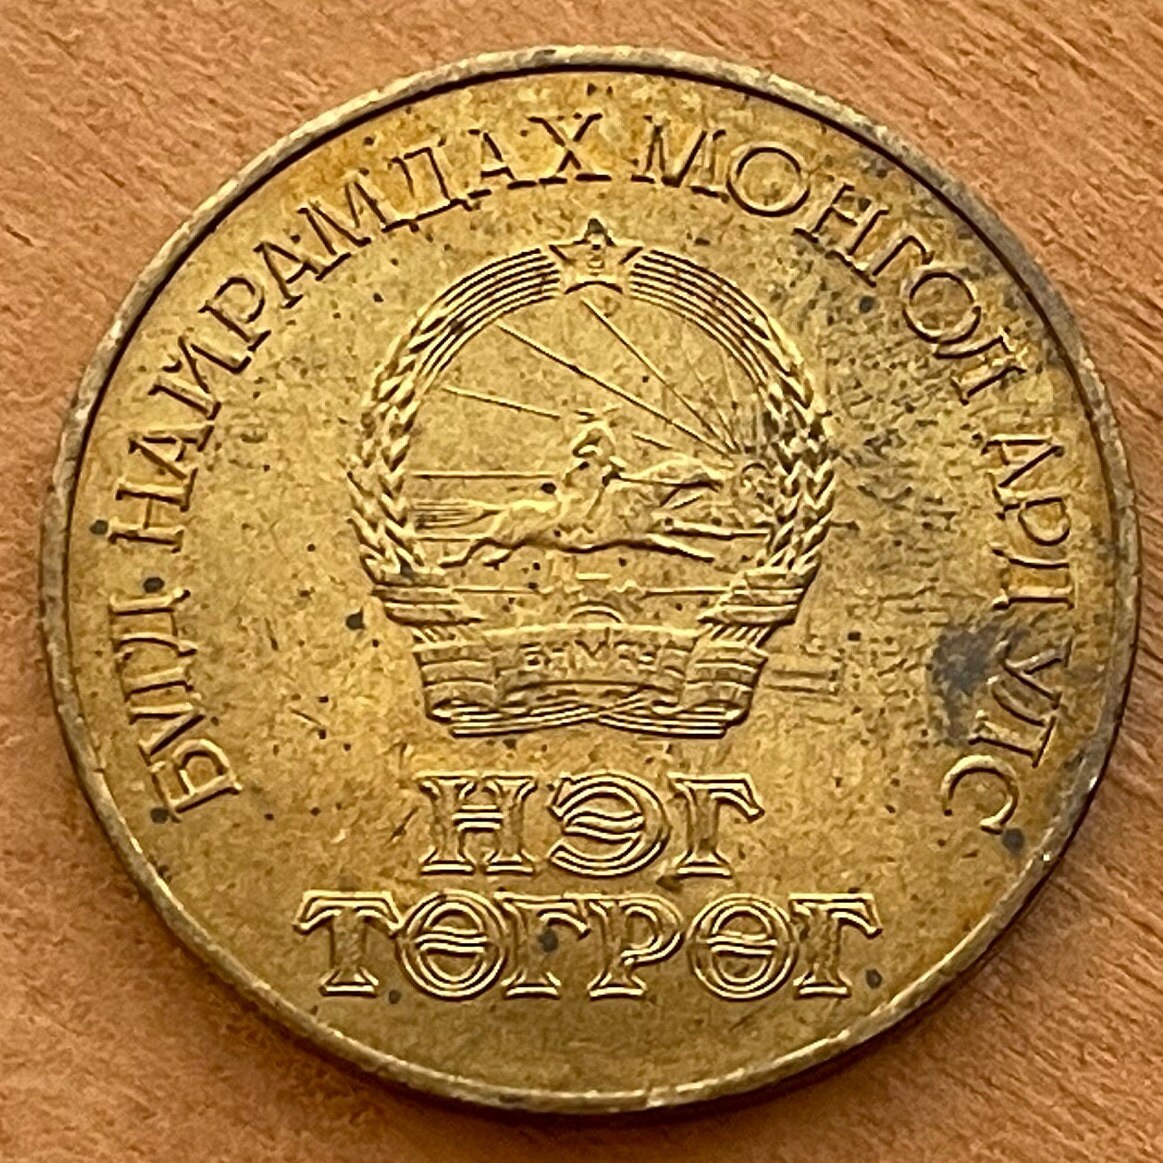 БҮГД НАЙРАМДАХ МОНГОЛ АРД УЛС
БНМАУ
НЭГ
ТӨГРӨГ